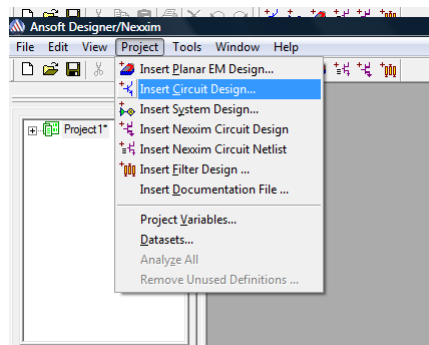 Ansoft Designer/Nexxim
File Edit View Project Tools Window Help
Insert Planar EM Design...
Insert Circuit Design...
Insert System Design...
Project1*
Insert Nexxim Circuit Design
Insert Nexxim Circuit Netlist
Insert Filter Design ...
Insert Documentation File ...
Project Variables...
Datasets...
Analyze All
Remove Unused Definitions ...